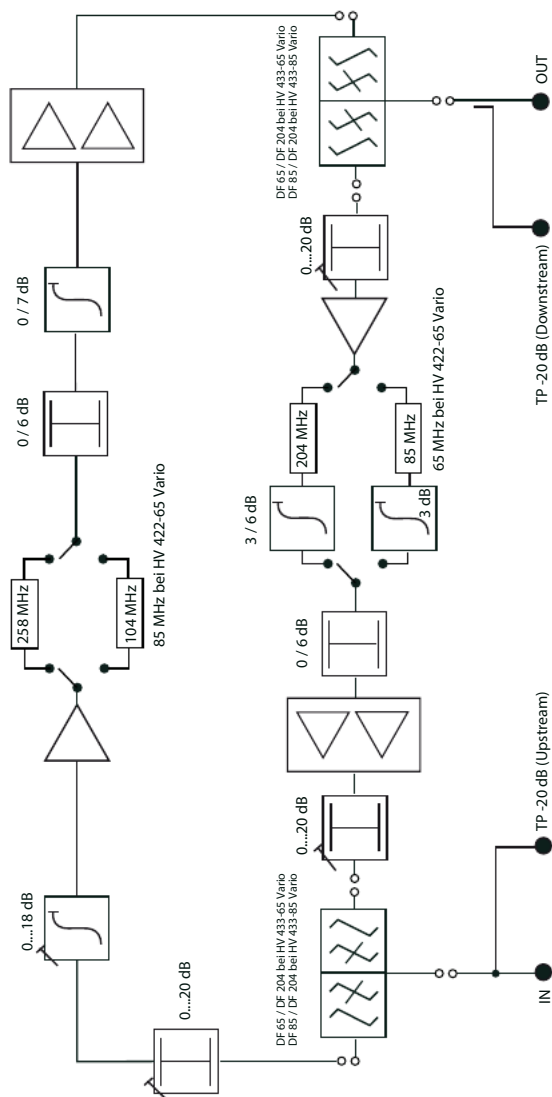 0....20 dB
0....18 dB
258 MHz
104 MHz
85 MHz bei HV 422-65 Vario
0 / 6 dB
0 / 7 dB
DF 65 / DF 204 bei HV 433-65 Vario
DF 85 / DF 204 bei HV 433-85 Vario
0...20 dB
0 / 6 dB
3 / 6 dB
204 MHz
3 dB
85 MHz
65 MHz bei HV 422-65 Vario
0....20 dB
DF 65 / DF 204 bei HV 433-65 Vario
DF 85 / DF 204 bei HV 433-85 Vario
IN
TP -20 dB (Upstream)
TP -20 dB (Downstream)
OUT